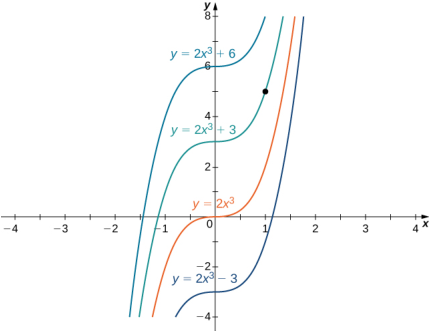 y
8
y = 2x³ + 6
6
4
y = 2x³ + 3
2
y = 2x³
−4 −3 −2 −1 0 1 2 3 4 x
−2
y = 2x³ − 3
−4